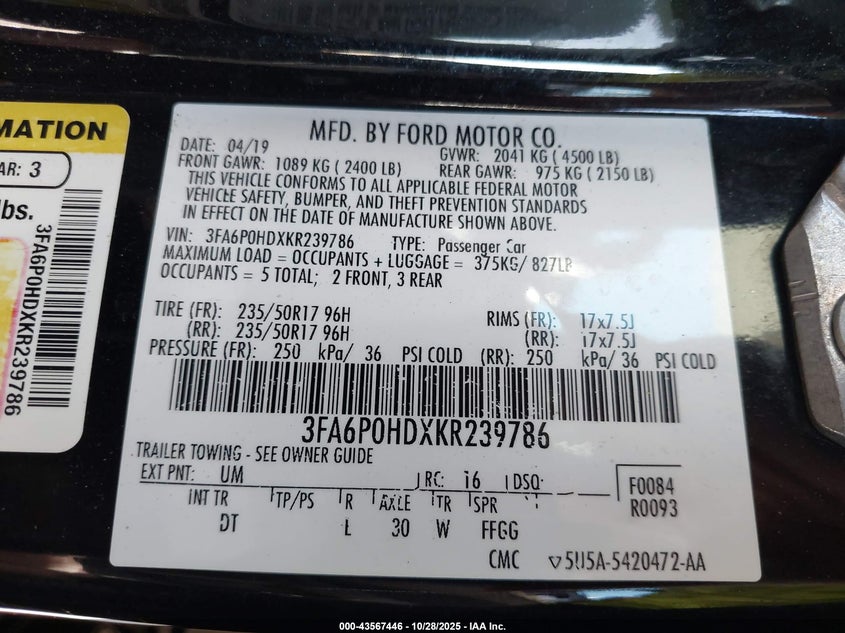 MATION
AR: 3
lbs.
3FA6P0HDXKR239786
MFD. BY FORD MOTOR CO.
DATE: 04/19 GVWR: 2041 KG (4500 LB)
FRONT GAWR: 1089 KG (2400 LB) REAR GAWR: 975 KG (2150 LB)
THIS VEHICLE CONFORMS TO ALL APPLICABLE FEDERAL MOTOR
VEHICLE SAFETY, BUMPER, AND THEFT PREVENTION STANDARDS
IN EFFECT ON THE DATE OF MANUFACTURE SHOWN ABOVE.
VIN: 3FA6P0HDXKR239786 TYPE: Passenger Car
MAXIMUM LOAD = OCCUPANTS + LUGGAGE = 375KG/ 827LB
OCCUPANTS = 5 TOTAL; 2 FRONT, 3 REAR
TIRE (FR): 235/50R17 96H RIMS (FR): 17x7.5J
(RR): 235/50R17 96H (RR): 17x7.5J
PRESSURE (FR): 250 kPa/ 36 PSI COLD (RR): 250 kPa/ 36 PSI COLD
3FA6P0HDXKR239786
TRAILER TOWING - SEE OWNER GUIDE
EXT PNT: UM RC: 16 DSO: F0084
INT TR TP/PS R AXLE TR SPR R0093
DT L 30 W FFGG
CMC ▽5U5A-5420472-AA
000-43567446 | 10/28/2025 | IAA Inc.